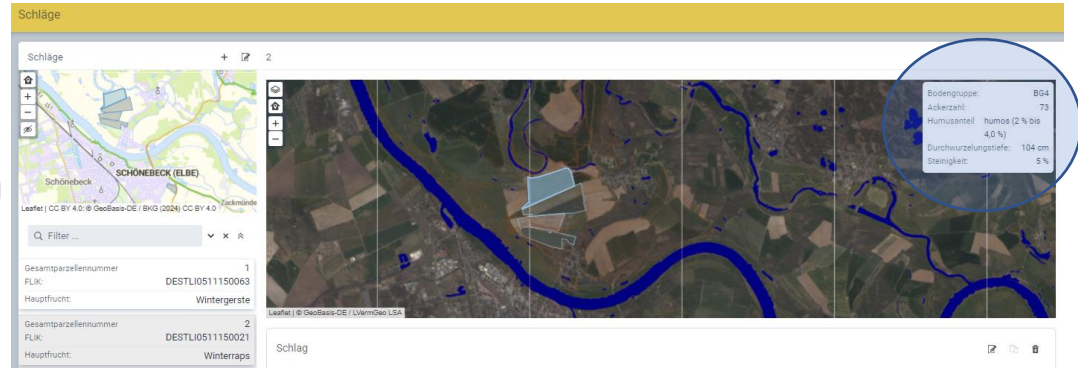 Schläge
Schläge
2
Schönebeck
SCHÖNEBECK (ELBE)
Zackmünde
Leaflet | CC BY 4.0: © GeoBasis-DE / BKG (2024) CC BY 4.0
Filter ...
Gesamtparzellennummer 1
FLIK: DESTLI0511150063
Hauptfrucht: Wintergerste
Gesamtparzellennummer 2
FLIK: DESTLI0511150021
Hauptfrucht: Winterraps
Bodengruppe: BG4
Ackerzahl: 73
Humusanteil humos (2 % bis
4,0 %)
Durchwurzelungstiefe: 104 cm
Steinigkeit: 5 %
Leaflet | © GeoBasis-DE / LVermGeo LSA
Schlag